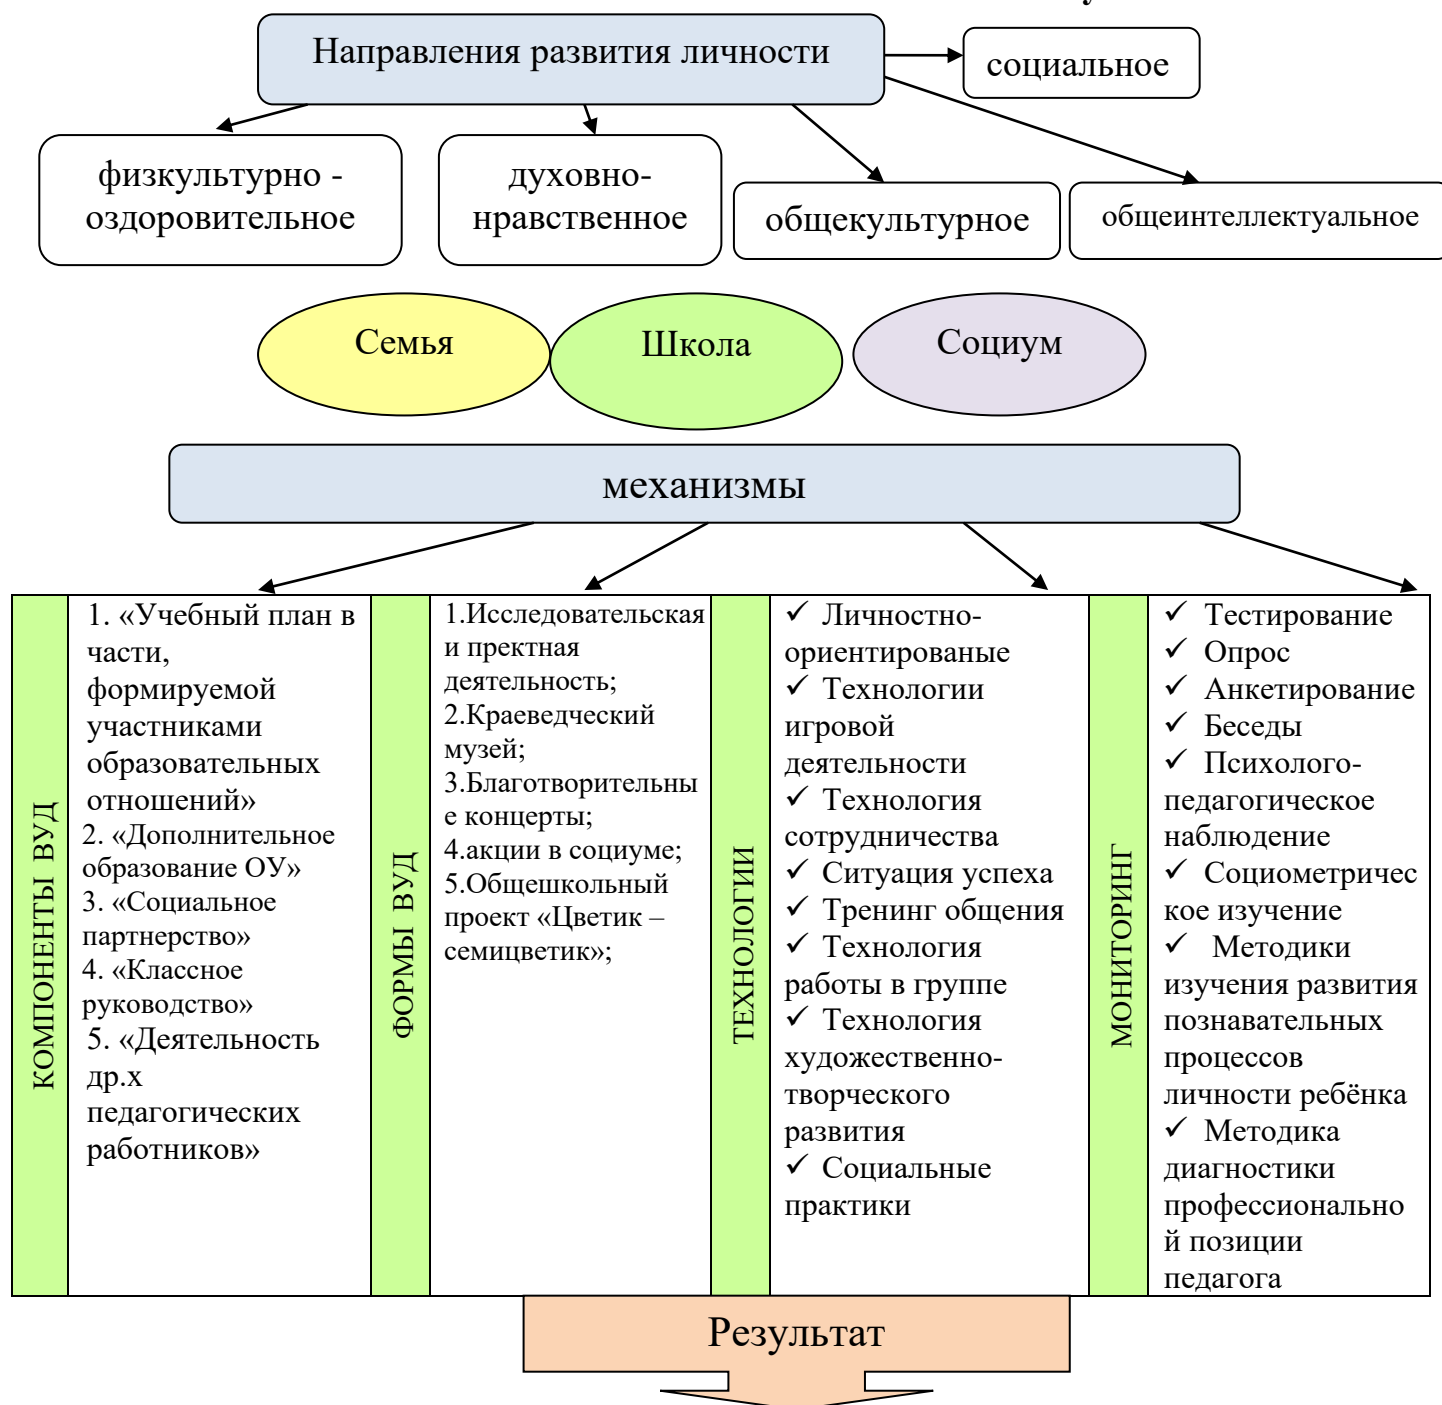 Направления развития личности
социальное
физкультурно -
оздоровительное
духовно-
нравственное
общекультурное
общеинтеллектуальное
Семья
Школа
Социум
механизмы
КОМПОНЕНТЫ ВУД
1. «Учебный план в
части,
формируемой
участниками
образовательных
отношений»
2. «Дополнительное
образование ОУ»
3. «Социальное
партнерство»
4. «Классное
руководство»
5. «Деятельность
др.х
педагогических
работников»
ФОРМЫ ВУД
1.Исследовательская
и пректная
деятельность;
2.Краеведческий
музей;
3.Благотворительны
е концерты;
4.акции в социуме;
5.Общешкольный
проект «Цветик –
семицветик»;
ТЕХНОЛОГИИ
✓ Личностно-
ориентированые
✓ Технологии
игровой
деятельности
✓ Технология
сотрудничества
✓ Ситуация успеха
✓ Тренинг общения
✓ Технология
работы в группе
✓ Технология
художественно-
творческого
развития
✓ Социальные
практики
МОНИТОРИНГ
✓ Тестирование
✓ Опрос
✓ Анкетирование
✓ Беседы
✓ Психолого-
педагогическое
наблюдение
✓ Социометричес
кое изучение
✓ Методики
изучения развития
познавательных
процессов
личности ребёнка
✓ Методика
диагностики
профессионально
й позиции
педагога
Результат